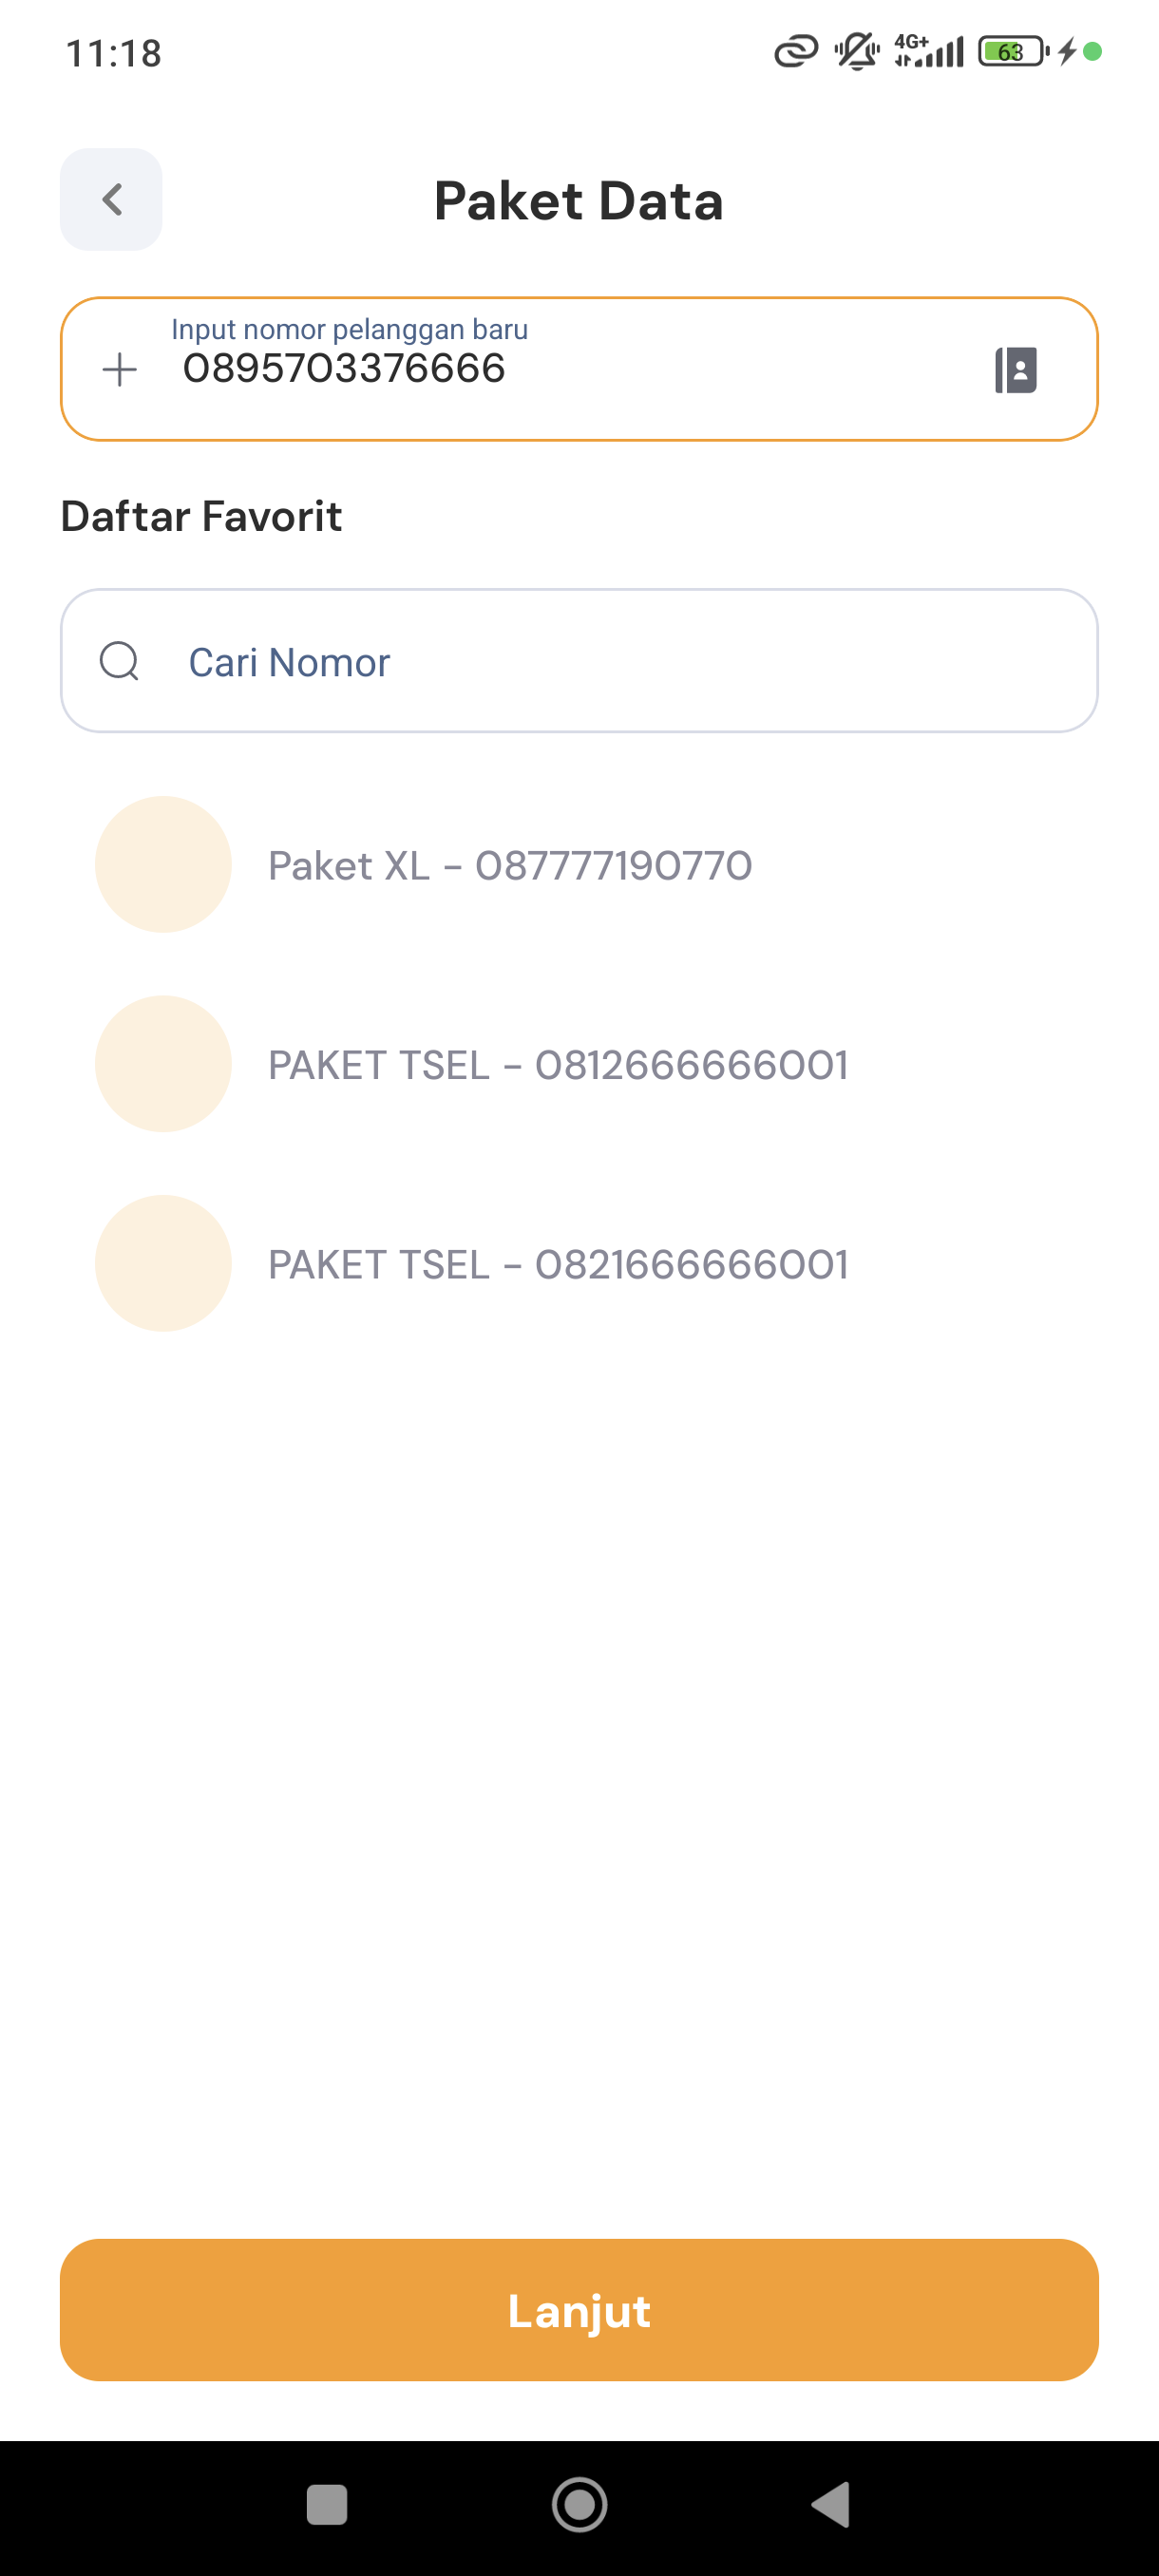 11:18
4G+
63
Paket Data
Input nomor pelanggan baru
0895703376666
Daftar Favorit
Cari Nomor
Paket XL - 087777190770
PAKET TSEL - 0812666666001
PAKET TSEL - 0821666666001
Lanjut